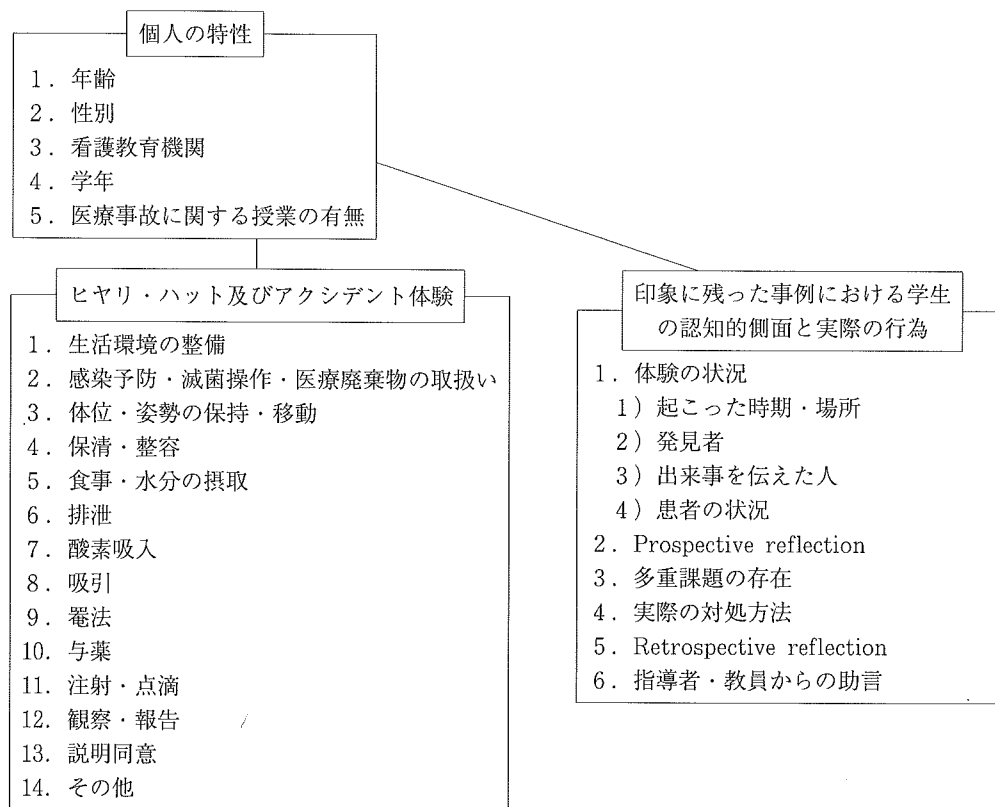 個人の特性
1．年齢
2．性別
3．看護教育機関
4．学年
5．医療事故に関する授業の有無
ヒヤリ・ハット及びアクシデント体験
1．生活環境の整備
2．感染予防・滅菌操作・医療廃棄物の取扱い
3．体位・姿勢の保持・移動
4．保清・整容
5．食事・水分の摂取
6．排泄
7．酸素吸入
8．吸引
9．罨法
10．与薬
11．注射・点滴
12．観察・報告
13．説明同意
14．その他
印象に残った事例における学生
の認知的側面と実際の行為
1．体験の状況
1）起こった時期・場所
2）発見者
3）出来事を伝えた人
4）患者の状況
2．Prospective reflection
3．多重課題の存在
4．実際の対処方法
5．Retrospective reflection
6．指導者・教員からの助言